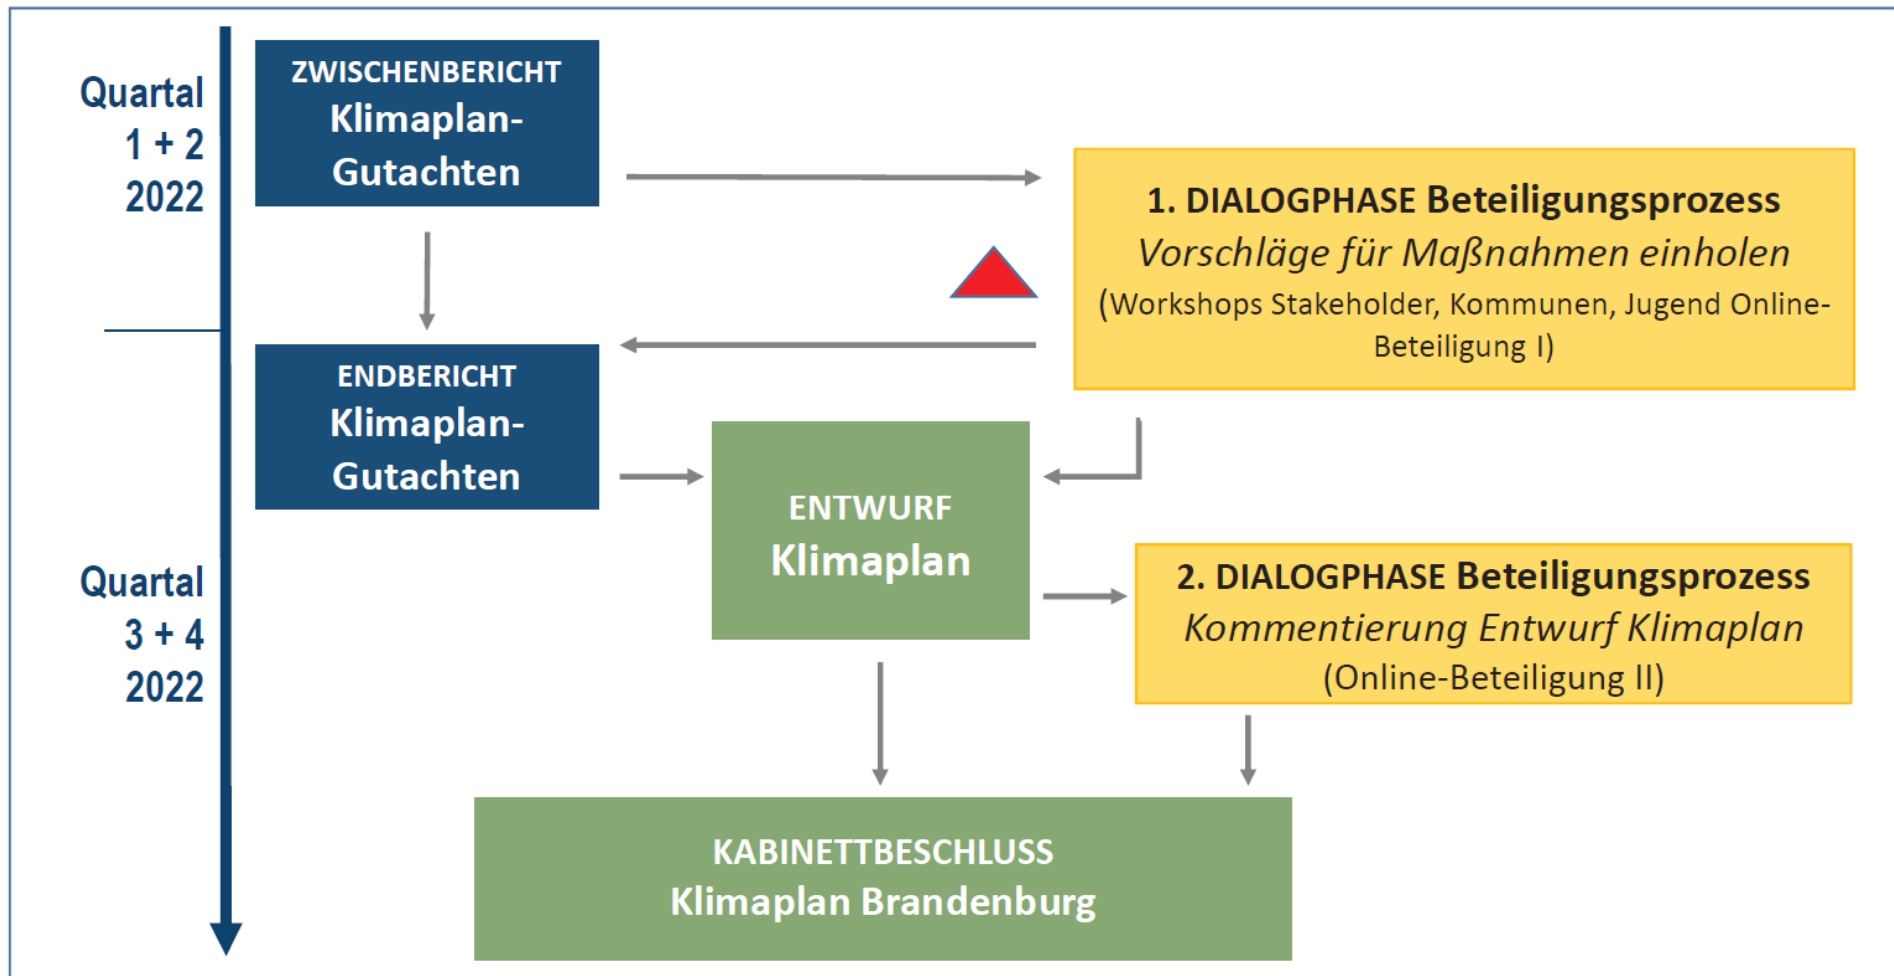 Quartal
1 + 2
2022
ZWISCHENBERICHT
Klimaplan-
Gutachten
1. DIALOGPHASE Beteiligungsprozess
Vorschläge für Maßnahmen einholen
(Workshops Stakeholder, Kommunen, Jugend Online-
Beteiligung I)
ENDBERICHT
Klimaplan-
Gutachten
ENTWURF
Klimaplan
Quartal
3 + 4
2022
2. DIALOGPHASE Beteiligungsprozess
Kommentierung Entwurf Klimaplan
(Online-Beteiligung II)
KABINETTBESCHLUSS
Klimaplan Brandenburg